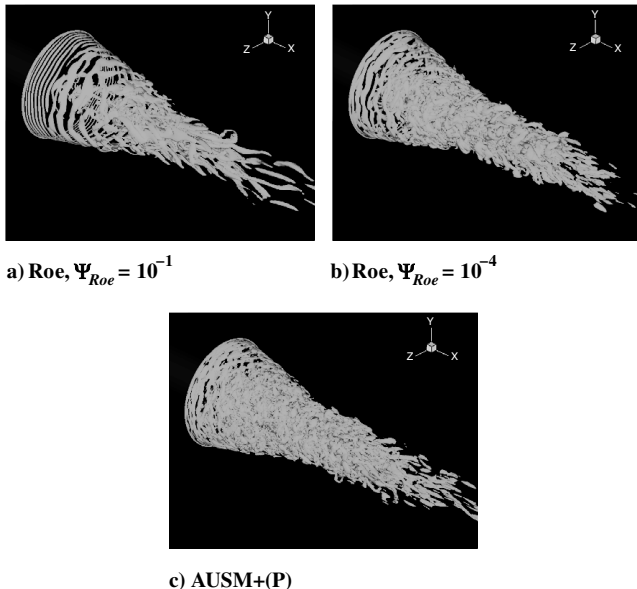 Y
Z
X
Y
Z
X
a) Roe, Ψ_Roe = 10^−1
b) Roe, Ψ_Roe = 10^−4
Y
Z
X
c) AUSM+(P)